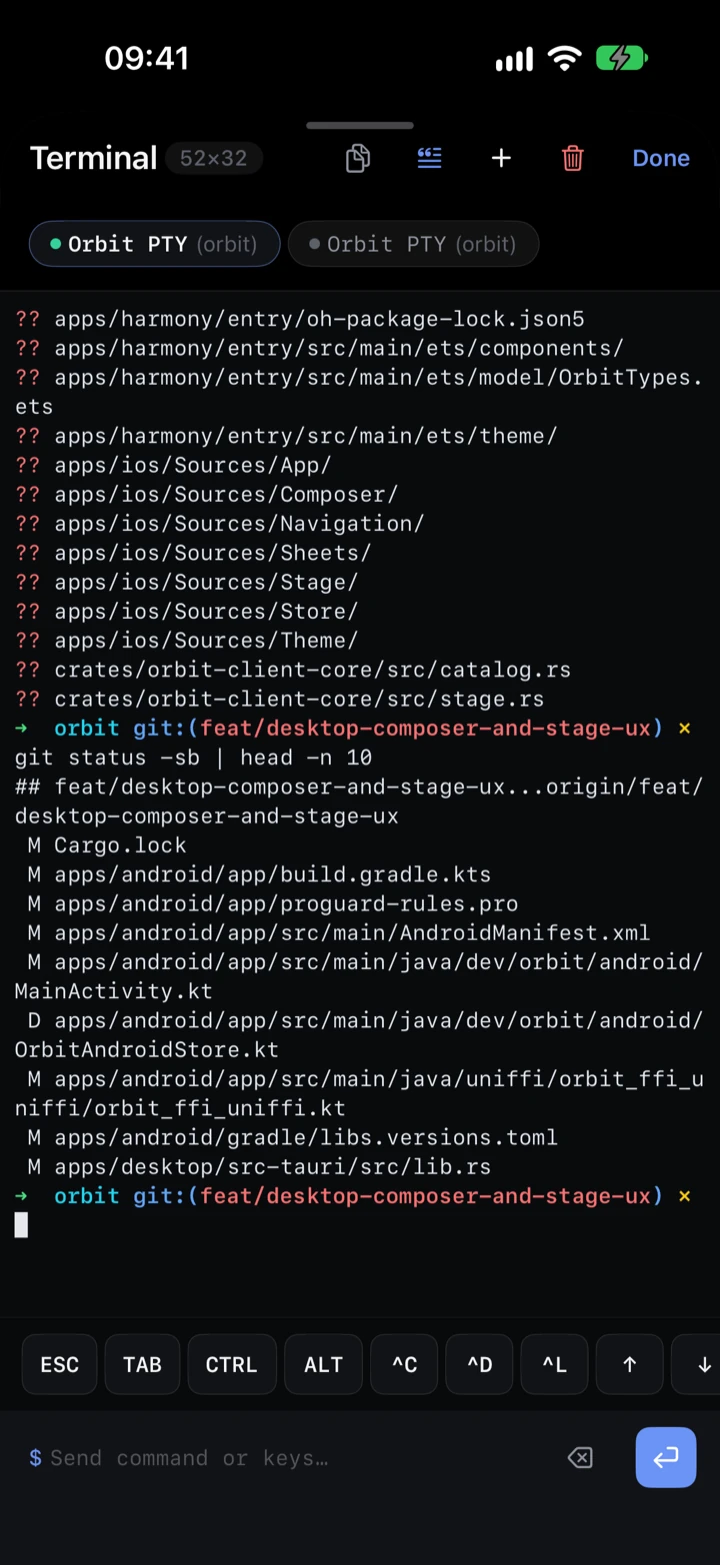 09:41
Terminal 52×32 Done
Orbit PTY (orbit) Orbit PTY (orbit)
?? apps/harmony/entry/oh-package-lock.json5
?? apps/harmony/entry/src/main/ets/components/
?? apps/harmony/entry/src/main/ets/model/OrbitTypes.
ets
?? apps/harmony/entry/src/main/ets/theme/
?? apps/ios/Sources/App/
?? apps/ios/Sources/Composer/
?? apps/ios/Sources/Navigation/
?? apps/ios/Sources/Sheets/
?? apps/ios/Sources/Stage/
?? apps/ios/Sources/Store/
?? apps/ios/Sources/Theme/
?? crates/orbit-client-core/src/catalog.rs
?? crates/orbit-client-core/src/stage.rs
➜ orbit git:(feat/desktop-composer-and-stage-ux) ×
git status -sb | head -n 10
## feat/desktop-composer-and-stage-ux...origin/feat/
desktop-composer-and-stage-ux
M Cargo.lock
M apps/android/app/build.gradle.kts
M apps/android/app/proguard-rules.pro
M apps/android/app/src/main/AndroidManifest.xml
M apps/android/app/src/main/java/dev/orbit/android/
MainActivity.kt
D apps/android/app/src/main/java/dev/orbit/android/
OrbitAndroidStore.kt
M apps/android/app/src/main/java/uniffi/orbit_ffi_u
niffi/orbit_ffi_uniffi.kt
M apps/android/gradle/libs.versions.toml
M apps/desktop/src-tauri/src/lib.rs
➜ orbit git:(feat/desktop-composer-and-stage-ux) ×
ESC TAB CTRL ALT ^C ^D ^L ↑ ↓
$ Send command or keys…